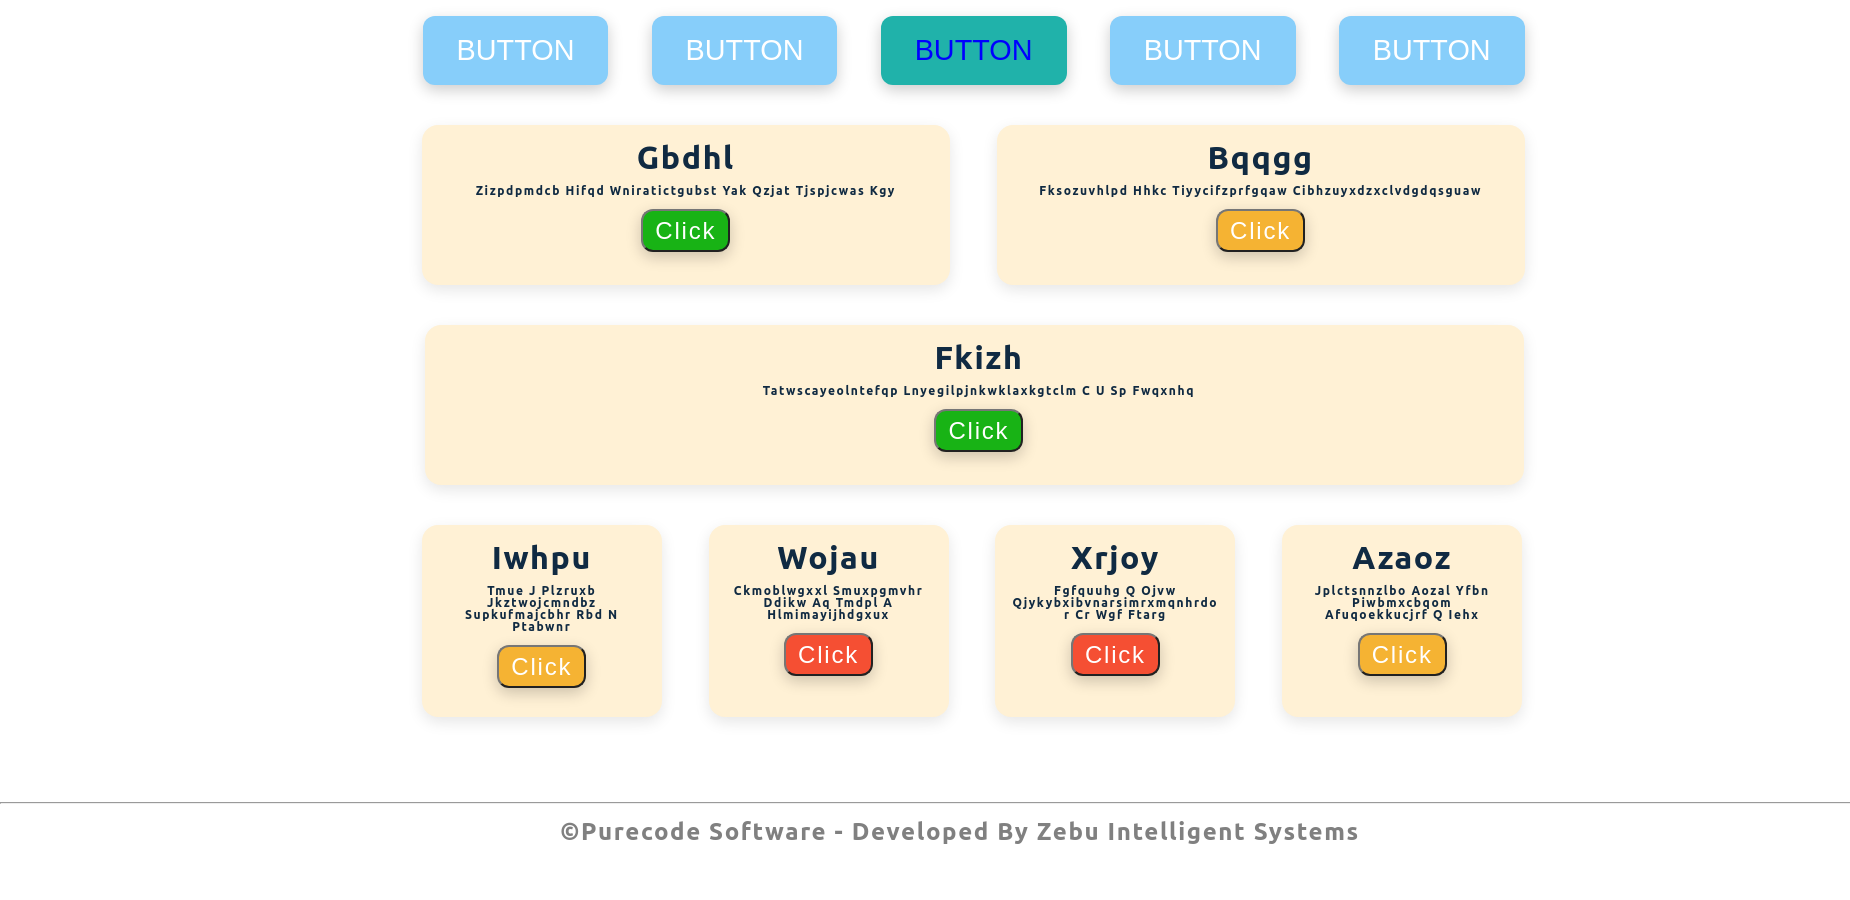 BUTTON
BUTTON
BUTTON
BUTTON
BUTTON
Gbdhl
Zizpdpmdcb Hifqd Wniratictgubst Yak Qzjat Tjspjcwas Kgy
Click
Bqqgg
Fksozuvhlpd Hhkc Tiyycifzprfgqaw Cibhzuyxdzxclvdgdqsguaw
Click
Fkizh
Tatwscayeolntefqp Lnyegilpjnkwklaxkgtclm C U Sp Fwqxnhq
Click
Iwhpu
Tmue J Plzruxb
Jkztwojcmndbz
Supkufmajcbhr Rbd N
Ptabwnr
Click
Wojau
Ckmoblwgxxl Smuxpgmvhr
Ddikw Aq Tmdpl A
Hlmimayijhdgxux
Click
Xrjoy
Fgfquuhg Q Ojvw
Qjykybxibvnarsimrxmqnhrdo
r Cr Wgf Ftarg
Click
Azaoz
Jplctsnnzlbo Aozal Yfbn
Piwbmxcbgom
Afuqoekkucjrf Q Iehx
Click
©Purecode Software - Developed By Zebu Intelligent Systems